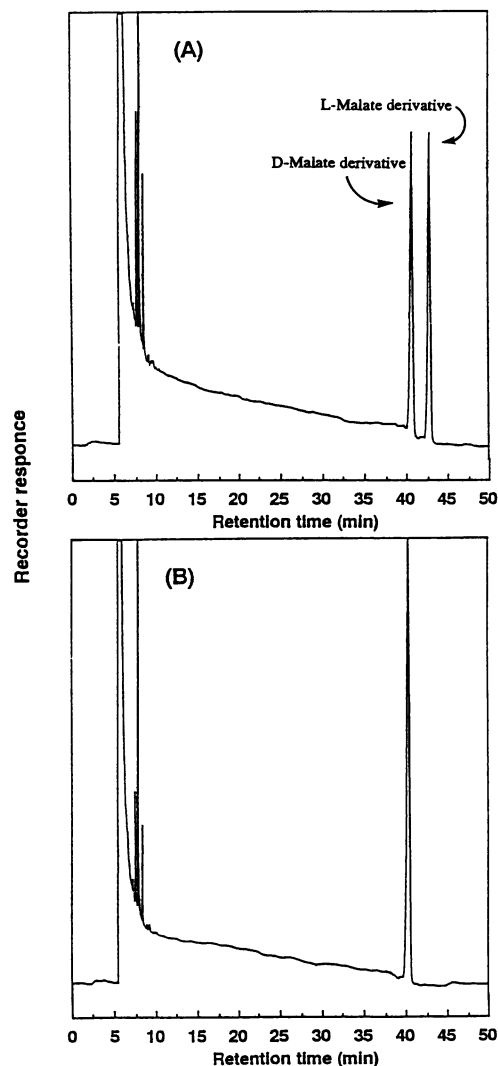 (A)
L-Malate derivative
D-Malate derivative
0 5 10 15 20 25 30 35 40 45 50
Retention time (min)
Recorder responce
(B)
0 5 10 15 20 25 30 35 40 45 50
Retention time (min)